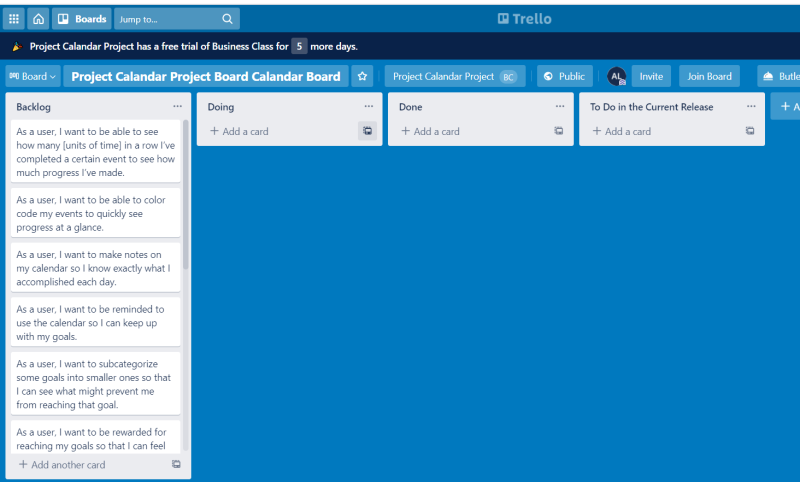 Boards
Jump to...
Trello
Project Calandar Project has a free trial of Business Class for 5 more days.
Board
Project Calandar Project Board Calandar Board
Project Calandar Project BC
Public
AL
Invite
Join Board
Butle
Backlog
As a user, I want to be able to see
how many [units of time] in a row I've
completed a certain event to see how
much progress I've made.
As a user, I want to be able to color
code my events to quickly see
progress at a glance.
As a user, I want to make notes on
my calendar so I know exactly what I
accomplished each day.
As a user, I want to be reminded to
use the calendar so I can keep up
with my goals.
As a user, I want to subcategorize
some goals into smaller ones so that
I can see what might prevent me
from reaching that goal.
As a user, I want to be rewarded for
reaching my goals so that I can feel
+ Add another card
Doing
+ Add a card
Done
+ Add a card
To Do in the Current Release
+ Add a card
+ A